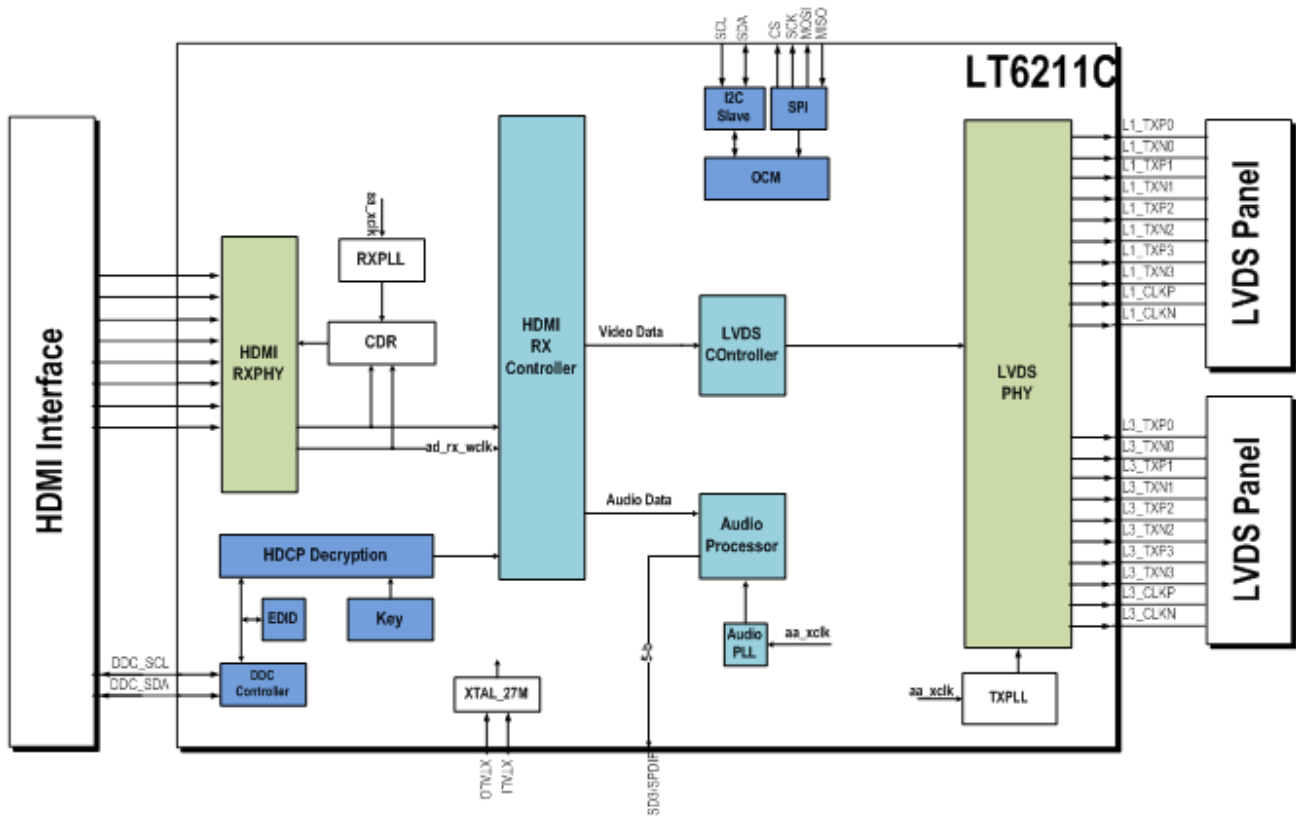 SCL
SDA
CS
SCK
MOSI
MISO
LT6211C
I2C
Slave
SPI
OCM
HDMI Interface
aa_xclk
RXPLL
CDR
HDMI
RXPHY
ad_rx_wclk
HDMI
RX
Controller
Video Data
LVDS
COntroller
Audio Data
Audio
Processor
Audio
PLL
aa_xclk
LVDS
PHY
aa_xclk
TXPLL
HDCP Decryption
EDID
Key
DDC
Controller
DDC_SCL
DDC_SDA
XTAL_27M
XTALO
XTALI
SD3/SPDIF
L1_TXP0
L1_TXN0
L1_TXP1
L1_TXN1
L1_TXP2
L1_TXN2
L1_TXP3
L1_TXN3
L1_CLKP
L1_CLKN
LVDS Panel
L3_TXP0
L3_TXN0
L3_TXP1
L3_TXN1
L3_TXP2
L3_TXN2
L3_TXP3
L3_TXN3
L3_CLKP
L3_CLKN
LVDS Panel